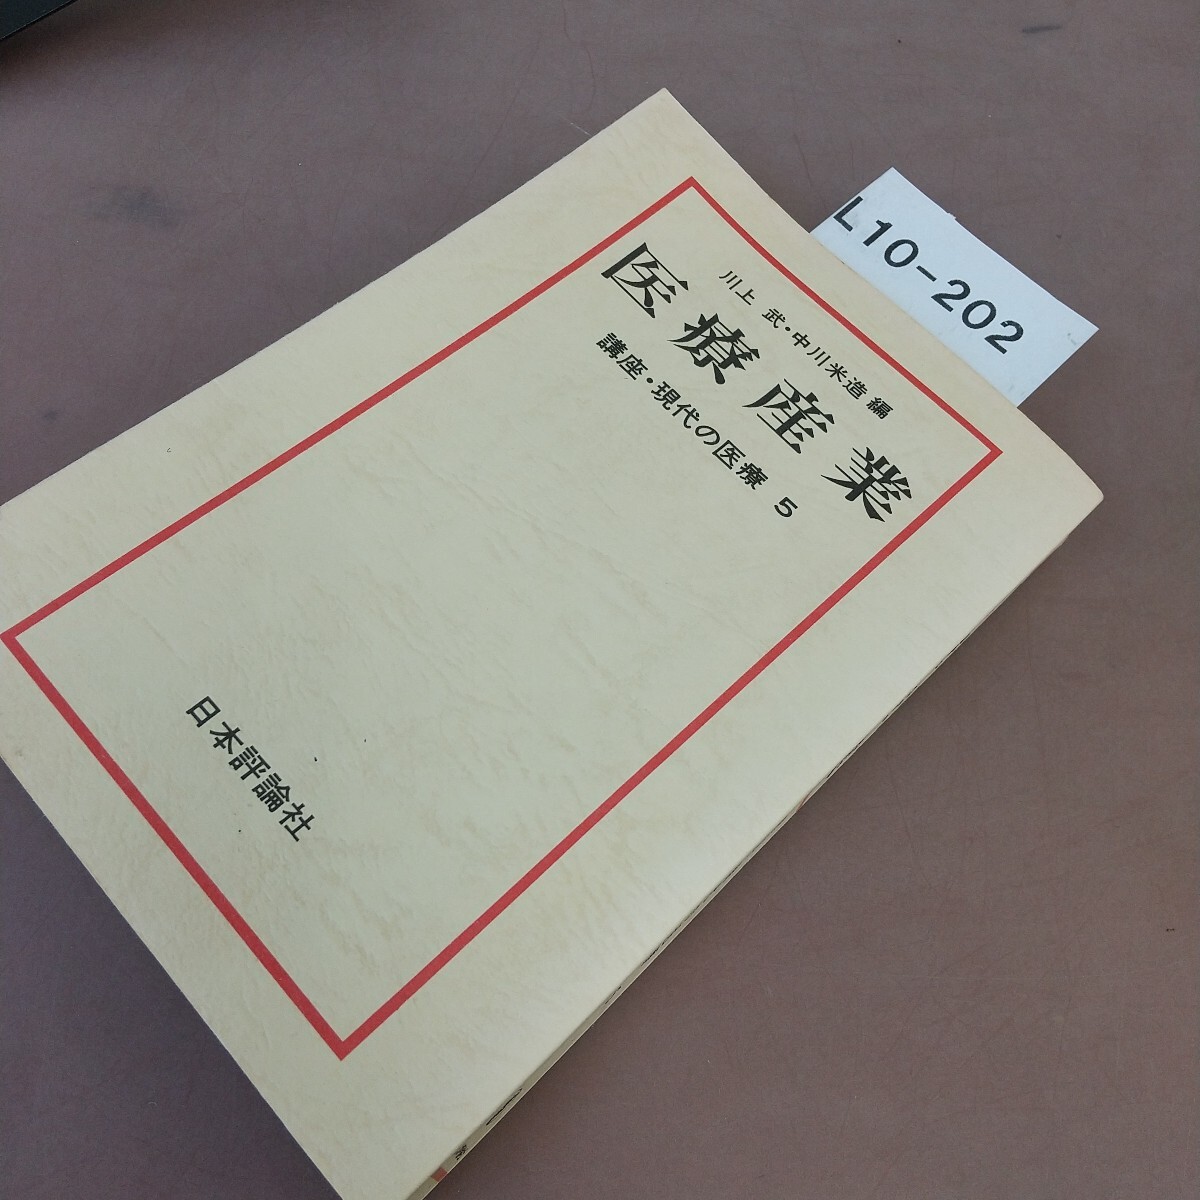 川上 武・中川米造編
医療産業
講座・現代の医療 5
日本評論社
L10-202